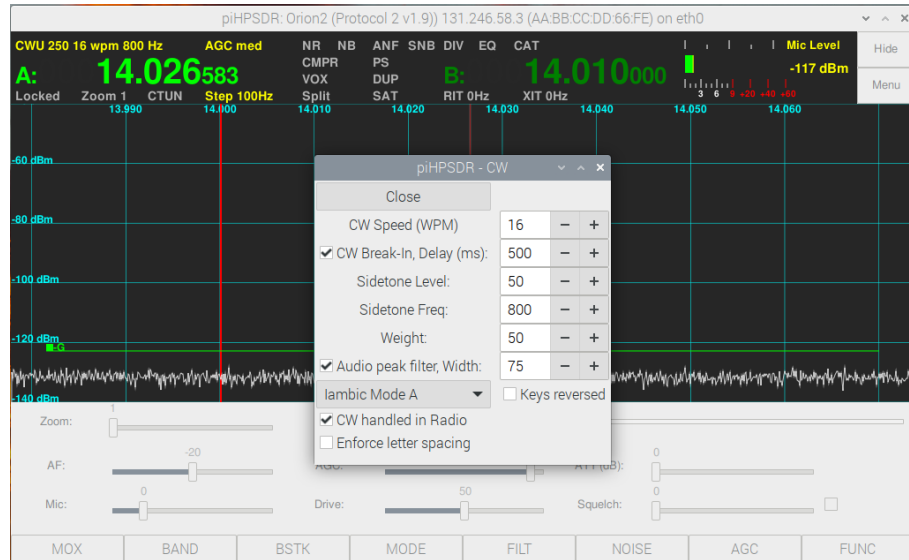 piHPSDR: Orion2 (Protocol 2 v1.9)) 131.246.58.3 (AA:BB:CC:DD:66:FE) on eth0
CWU 250 16 wpm 800 Hz AGC med NR NB ANF SNB DIV EQ CAT Mic Level Hide
CMPR PS
A: 14.026583 VOX DUP B: 14.010000 -117 dBm
Locked Zoom 1 CTUN Step 100Hz Split SAT RIT 0Hz XIT 0Hz 3 6 9 +20 +40 +60 Menu
13.990 14.000 14.010 14.020 14.030 14.040 14.050 14.060
-60 dBm
-80 dBm
-100 dBm
-120 dBm
-G
-140 dBm
piHPSDR - CW
Close
CW Speed (WPM) 16 − +
CW Break-In, Delay (ms): 500 − +
Sidetone Level: 50 − +
Sidetone Freq: 800 − +
Weight: 50 − +
Audio peak filter, Width: 75 − +
Iambic Mode A Keys reversed
CW handled in Radio
Enforce letter spacing
Zoom: 1
AF: -20 AGC: ATT (dB): 0
Mic: 0 Drive: 50 Squelch: 0
MOX BAND BSTK MODE FILT NOISE AGC FUNC